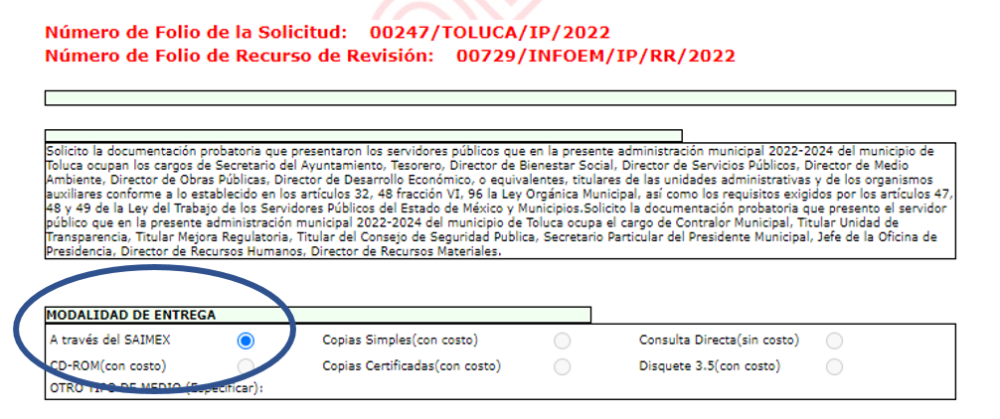 Número de Folio de la Solicitud: 00247/TOLUCA/IP/2022
Número de Folio de Recurso de Revisión: 00729/INFOEM/IP/RR/2022
Solicito la documentación probatoria que presentaron los servidores públicos que en la presente administración municipal 2022-2024 del municipio de
Toluca ocupan los cargos de Secretario del Ayuntamiento, Tesorero, Director de Bienestar Social, Director de Servicios Públicos, Director de Medio
Ambiente, Director de Obras Públicas, Director de Desarrollo Económico, o equivalentes, titulares de las unidades administrativas y de los organismos
auxiliares conforme a lo establecido en los artículos 32, 48 fracción VI, 96 la Ley Orgánica Municipal, así como los requisitos exigidos por los artículos 47,
48 y 49 de la Ley del Trabajo de los Servidores Públicos del Estado de México y Municipios.Solicito la documentación probatoria que presento el servidor
público que en la presente administración municipal 2022-2024 del municipio de Toluca ocupa el cargo de Contralor Municipal, Titular Unidad de
Transparencia, Titular Mejora Regulatoria, Titular del Consejo de Seguridad Publica, Secretario Particular del Presidente Municipal, Jefe de la Oficina de
Presidencia, Director de Recursos Humanos, Director de Recursos Materiales.
MODALIDAD DE ENTREGA
A través del SAIMEX Copias Simples(con costo) Consulta Directa(sin costo)
CD-ROM(con costo) Copias Certificadas(con costo) Disquete 3.5(con costo)
OTRO TIPO DE MEDIO (Especificar):